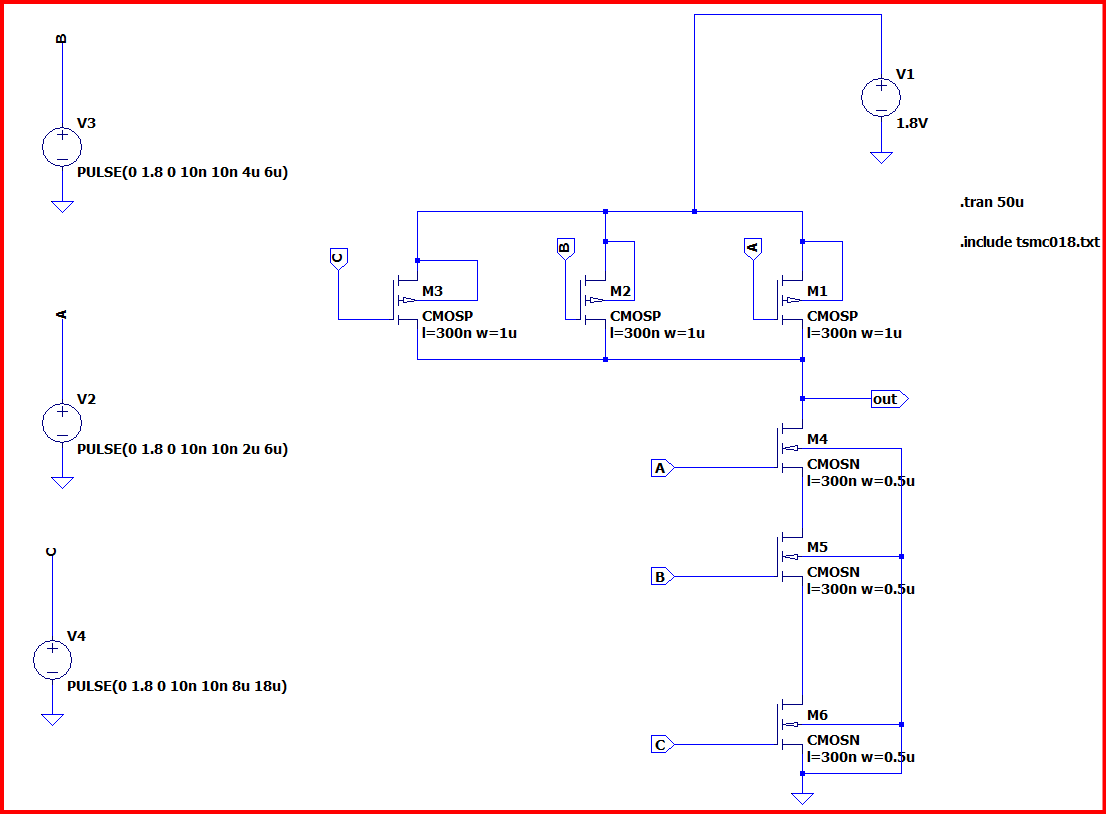 B
V3
PULSE(0 1.8 0 10n 10n 4u 6u)
A
V2
PULSE(0 1.8 0 10n 10n 2u 6u)
C
V4
PULSE(0 1.8 0 10n 10n 8u 18u)
V1
1.8V
.tran 50u
.include tsmc018.txt
C
M3
CMOSP
l=300n w=1u
B
M2
CMOSP
l=300n w=1u
A
M1
CMOSP
l=300n w=1u
out
A
M4
CMOSN
l=300n w=0.5u
B
M5
CMOSN
l=300n w=0.5u
C
M6
CMOSN
l=300n w=0.5u